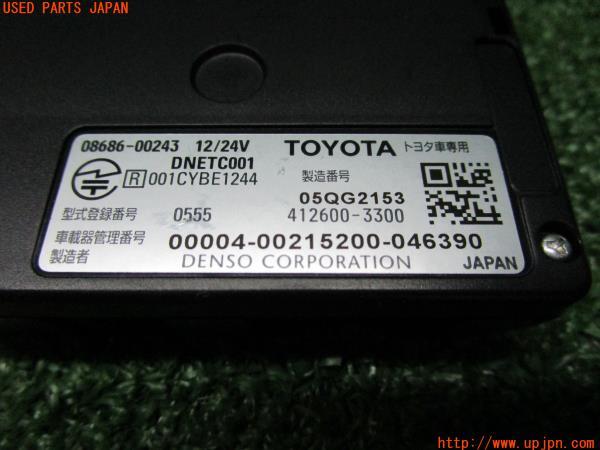 USED PARTS JAPAN
08686-00243 12/24V TOYOTA トヨタ車専用
DNETC001
R 001CYBE1244
製造番号
05QG2153
型式登録番号 0555 412600-3300
車載器管理番号 00004-00215200-046390
製造者 DENSO CORPORATION JAPAN
http://www.upjpn.com